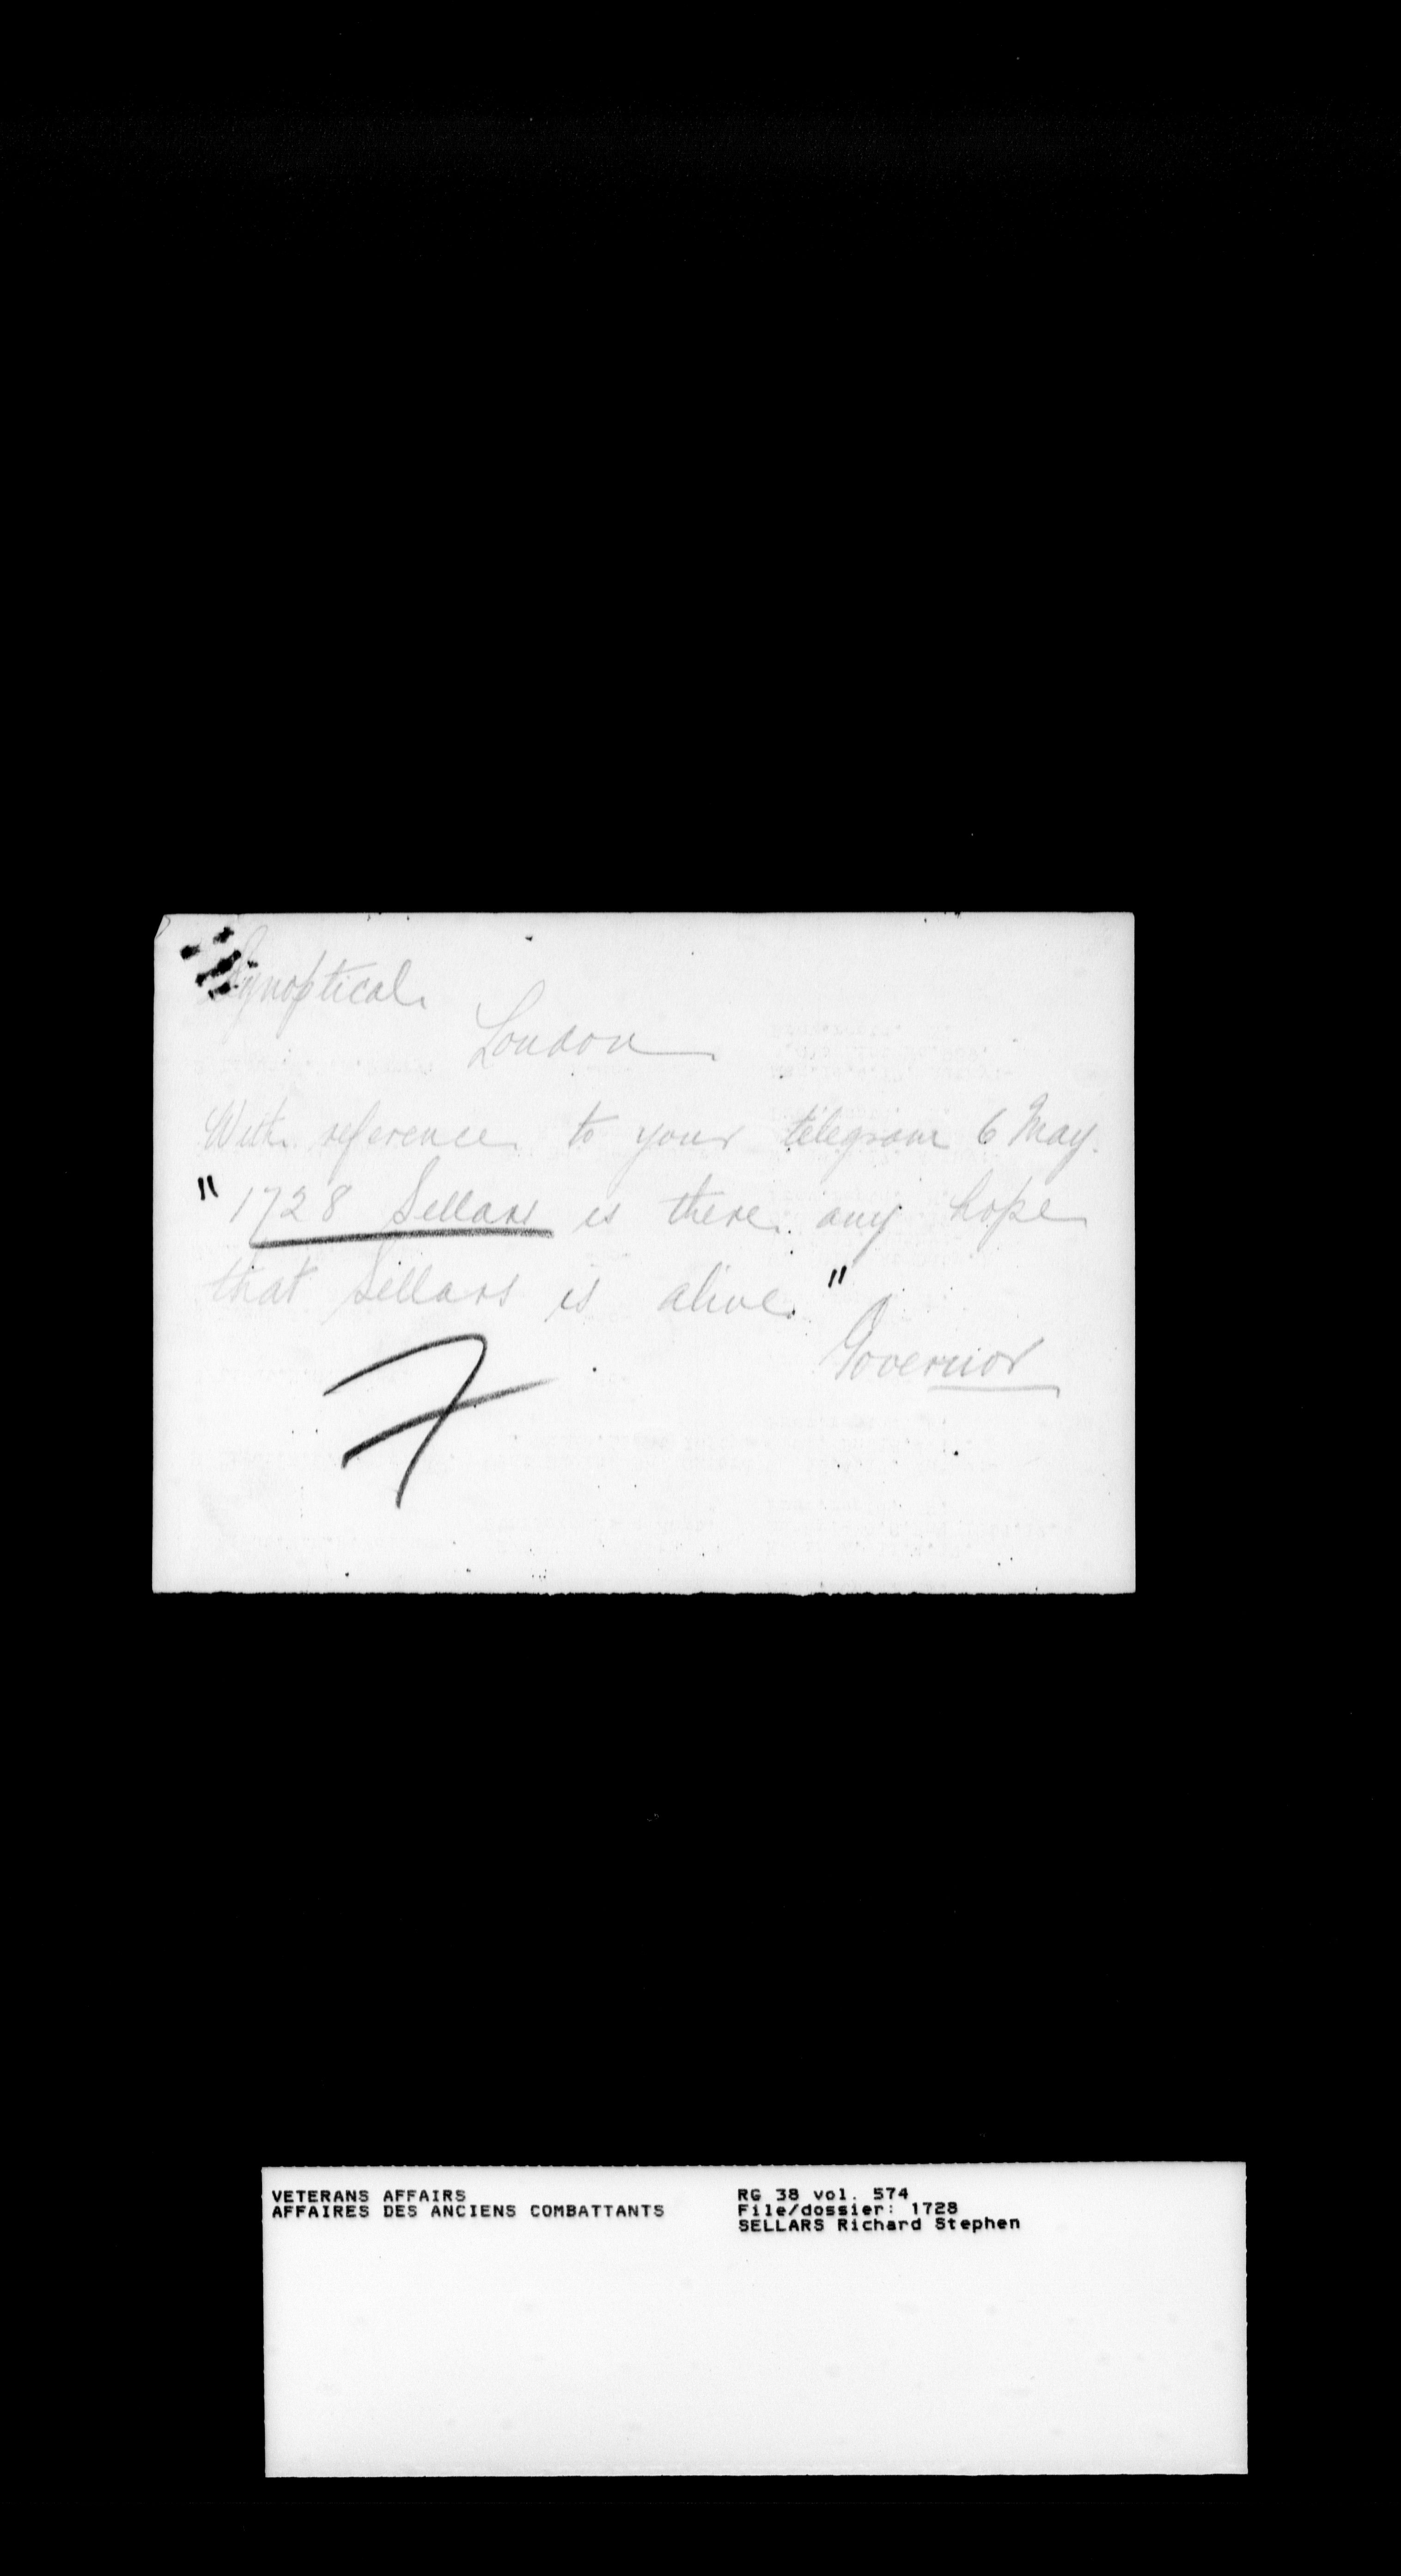 Synoptical.
London
With reference to your telegram 6 May.
"1728 Sellars is there any hope
that Sellars is alive."
Governor
VETERANS AFFAIRS
AFFAIRES DES ANCIENS COMBATTANTS
RG 38 vol. 574
File/dossier: 1728
SELLARS Richard Stephen